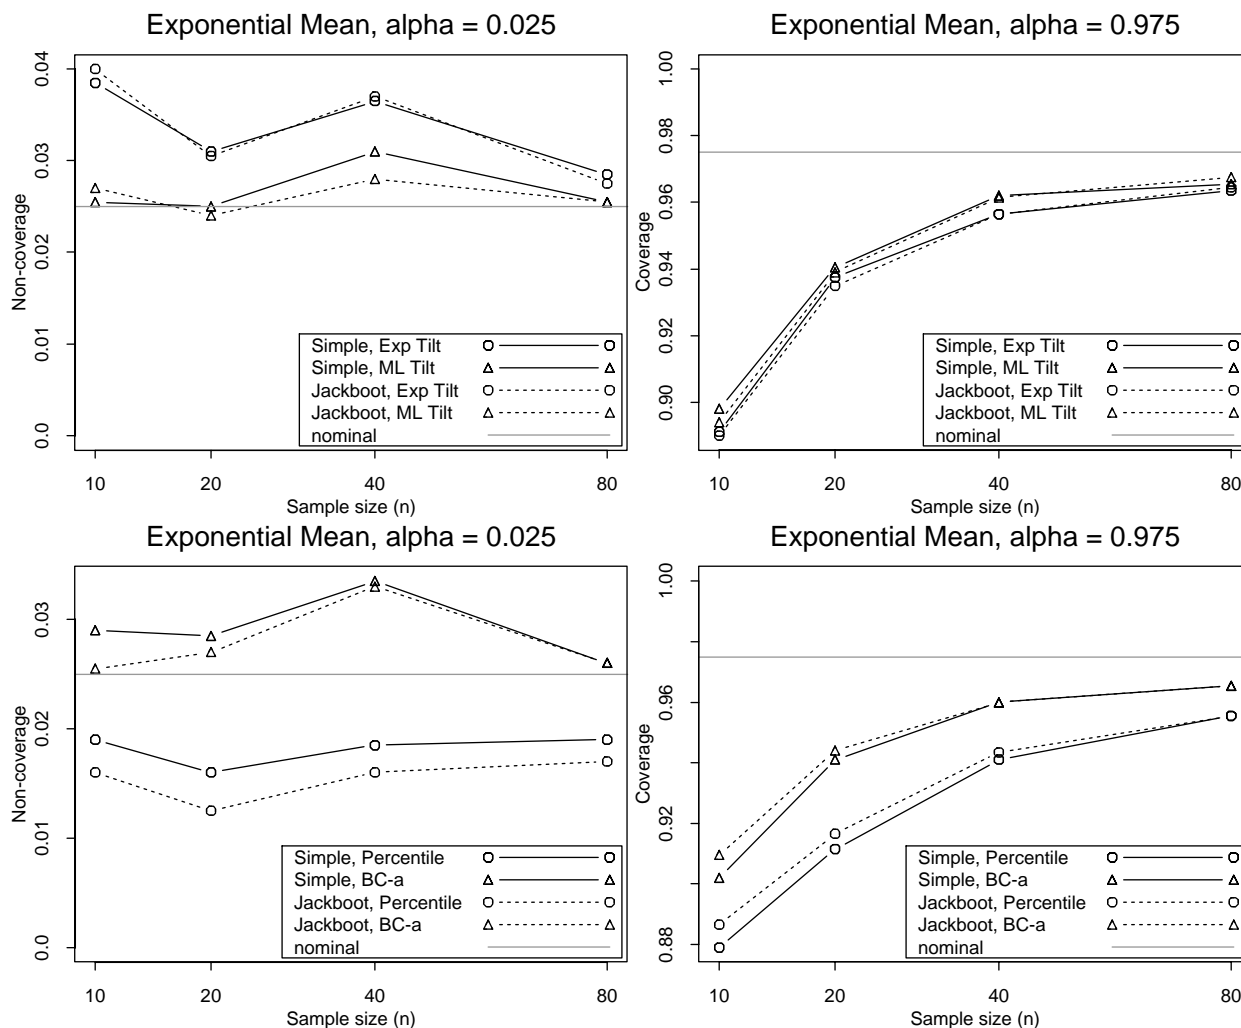 Exponential Mean, alpha = 0.025
Non-coverage
0.04
0.03
0.02
0.01
0.0
Simple, Exp Tilt
Simple, ML Tilt
Jackboot, Exp Tilt
Jackboot, ML Tilt
nominal
10 20 40 80
Sample size (n)
Exponential Mean, alpha = 0.975
Coverage
1.00
0.98
0.96
0.94
0.92
0.90
Simple, Exp Tilt
Simple, ML Tilt
Jackboot, Exp Tilt
Jackboot, ML Tilt
nominal
10 20 40 80
Sample size (n)
Exponential Mean, alpha = 0.025
Non-coverage
0.03
0.02
0.01
0.0
Simple, Percentile
Simple, BC-a
Jackboot, Percentile
Jackboot, BC-a
nominal
10 20 40 80
Sample size (n)
Exponential Mean, alpha = 0.975
Coverage
1.00
0.96
0.92
0.88
Simple, Percentile
Simple, BC-a
Jackboot, Percentile
Jackboot, BC-a
nominal
10 20 40 80
Sample size (n)